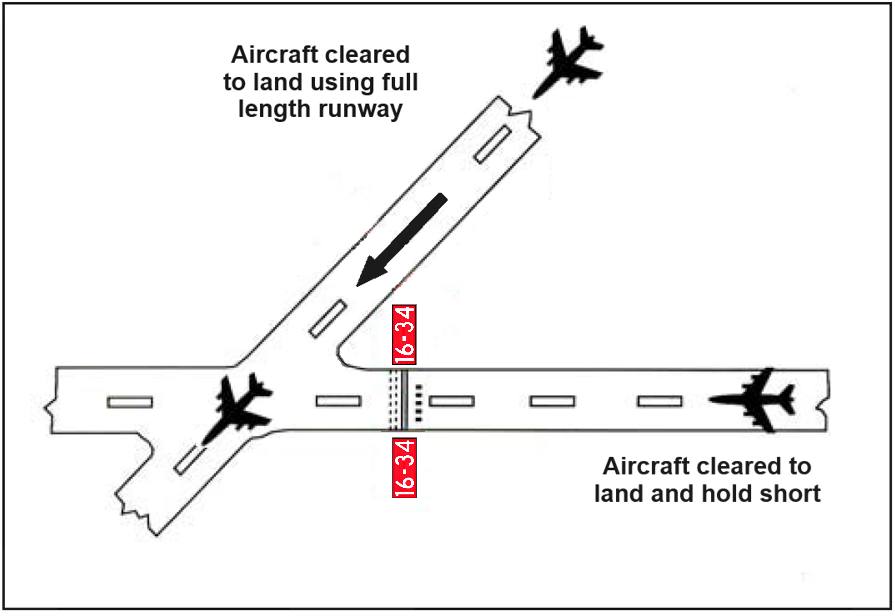 Aircraft cleared
to land using full
length runway
16-34
16-34
Aircraft cleared to
land and hold short